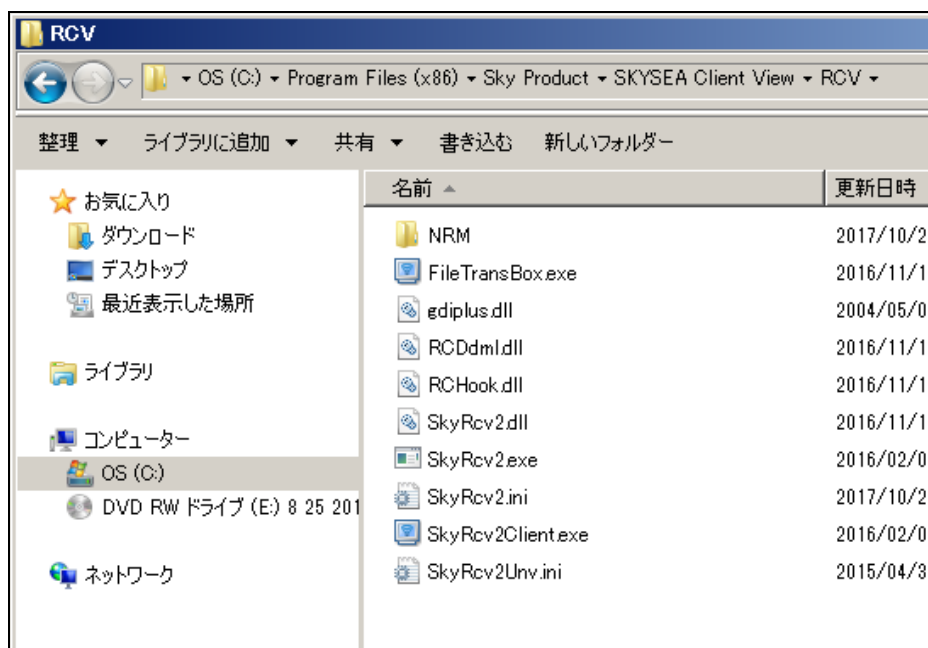 RCV
OS (C:) Program Files (x86) Sky Product SKYSEA Client View RCV
整理 ライブラリに追加 共有 書き込む 新しいフォルダー
お気に入り
ダウンロード
デスクトップ
最近表示した場所
ライブラリ
コンピューター
OS (C:)
DVD RW ドライブ (E:) 8 25 201
ネットワーク
名前 更新日時
NRM 2017/10/2
FileTransBox.exe 2016/11/1
gdiplus.dll 2004/05/0
RCDdml.dll 2016/11/1
RCHook.dll 2016/11/1
SkyRcv2.dll 2016/11/1
SkyRcv2.exe 2016/02/0
SkyRcv2.ini 2017/10/2
SkyRcv2Client.exe 2016/02/0
SkyRcv2Unv.ini 2015/04/3